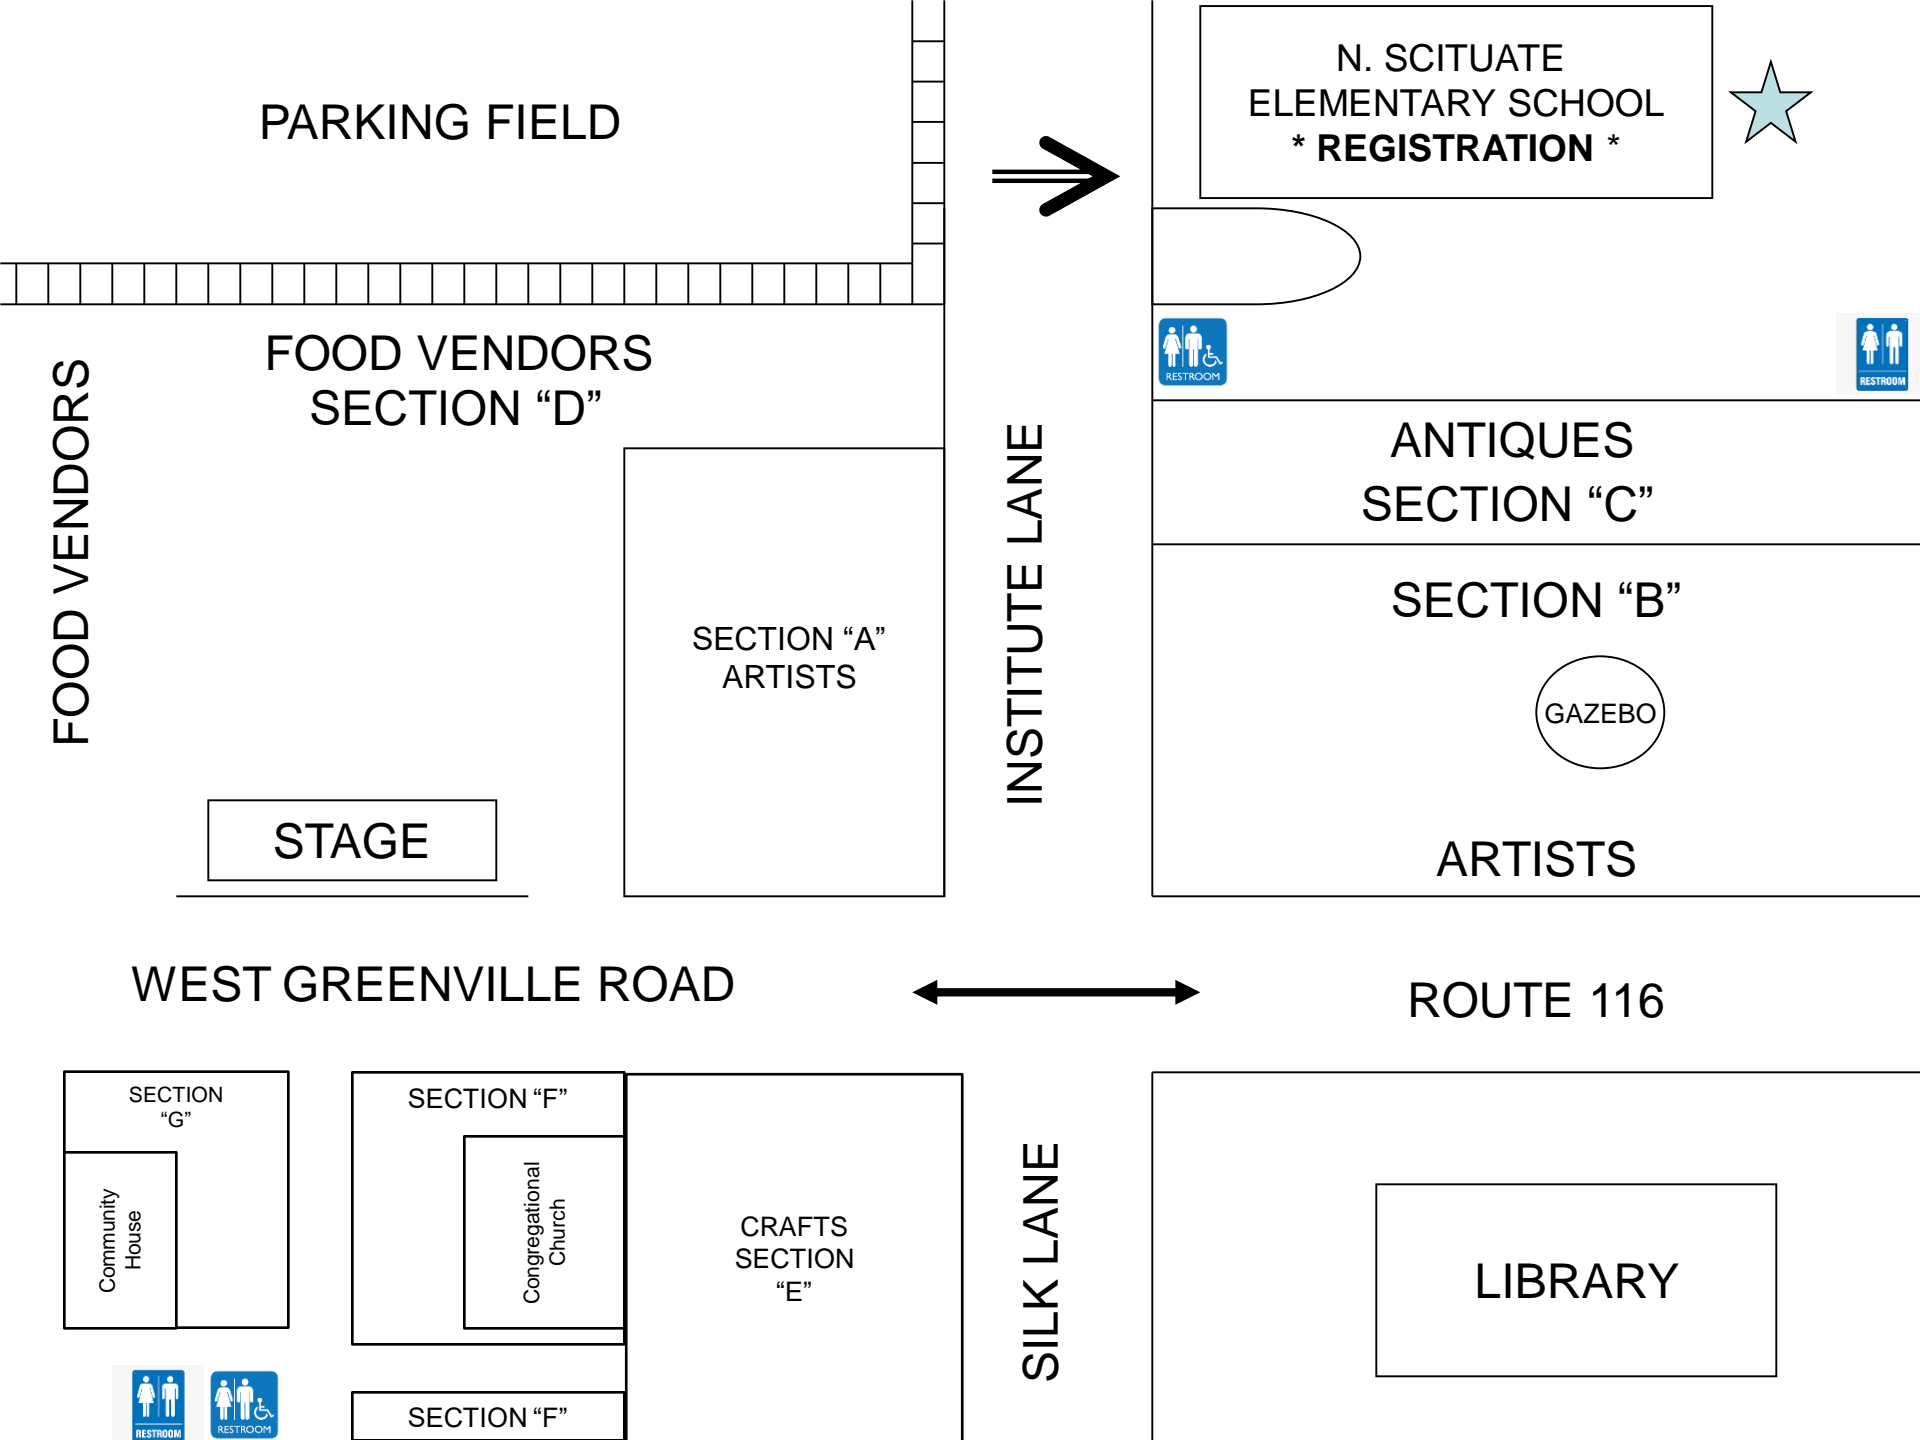 PARKING FIELD
N. SCITUATE
ELEMENTARY SCHOOL
* REGISTRATION *
FOOD VENDORS
SECTION “D”
FOOD VENDORS
RESTROOM
RESTROOM
ANTIQUES
SECTION “C”
INSTITUTE LANE
SECTION “A”
ARTISTS
SECTION “B”
GAZEBO
ARTISTS
STAGE
WEST GREENVILLE ROAD
ROUTE 116
SECTION
“G”
Community
House
SECTION “F”
Congregational
Church
CRAFTS
SECTION
“E”
SILK LANE
LIBRARY
RESTROOM
RESTROOM
SECTION “F”